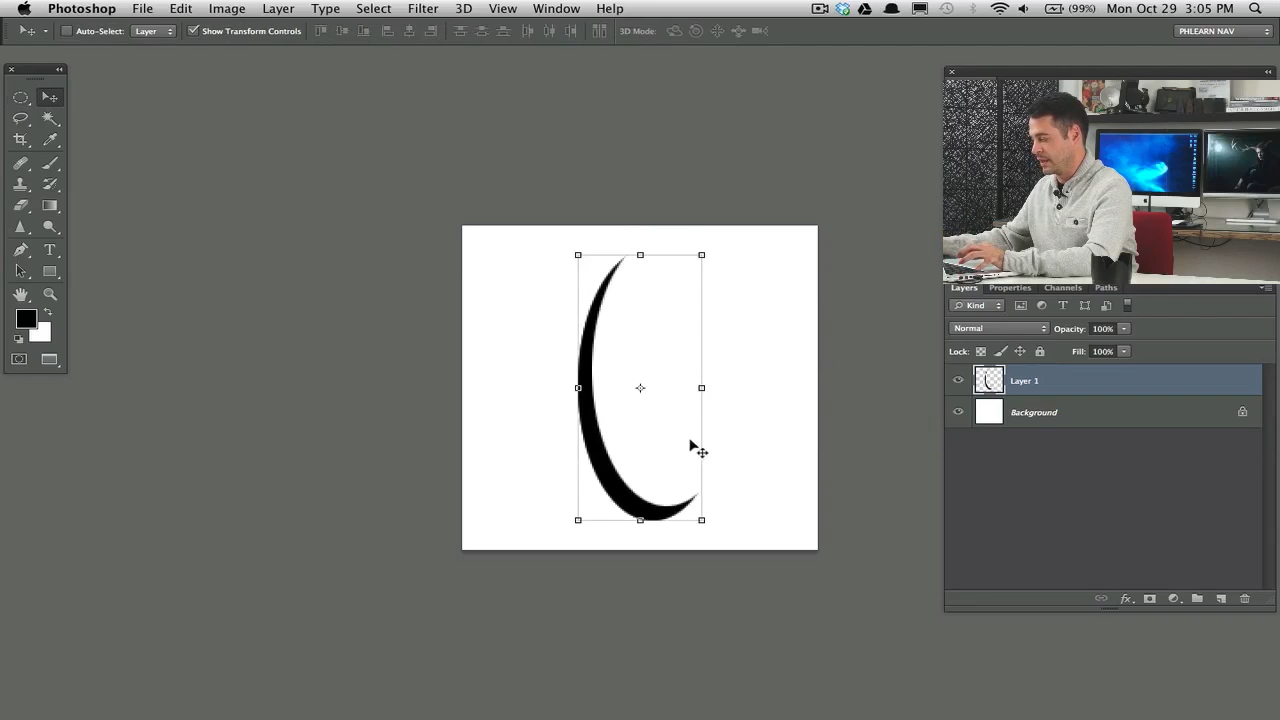 Photoshop File Edit Image Layer Type Select Filter 3D View Window Help (99%) Mon Oct 29 3:05 PM
Auto-Select: Layer Show Transform Controls 3D Mode: PHLEARN NAV
Layers Properties Channels Paths
Kind
Normal Opacity: 100%
Lock: Fill: 100%
Layer 1
Background